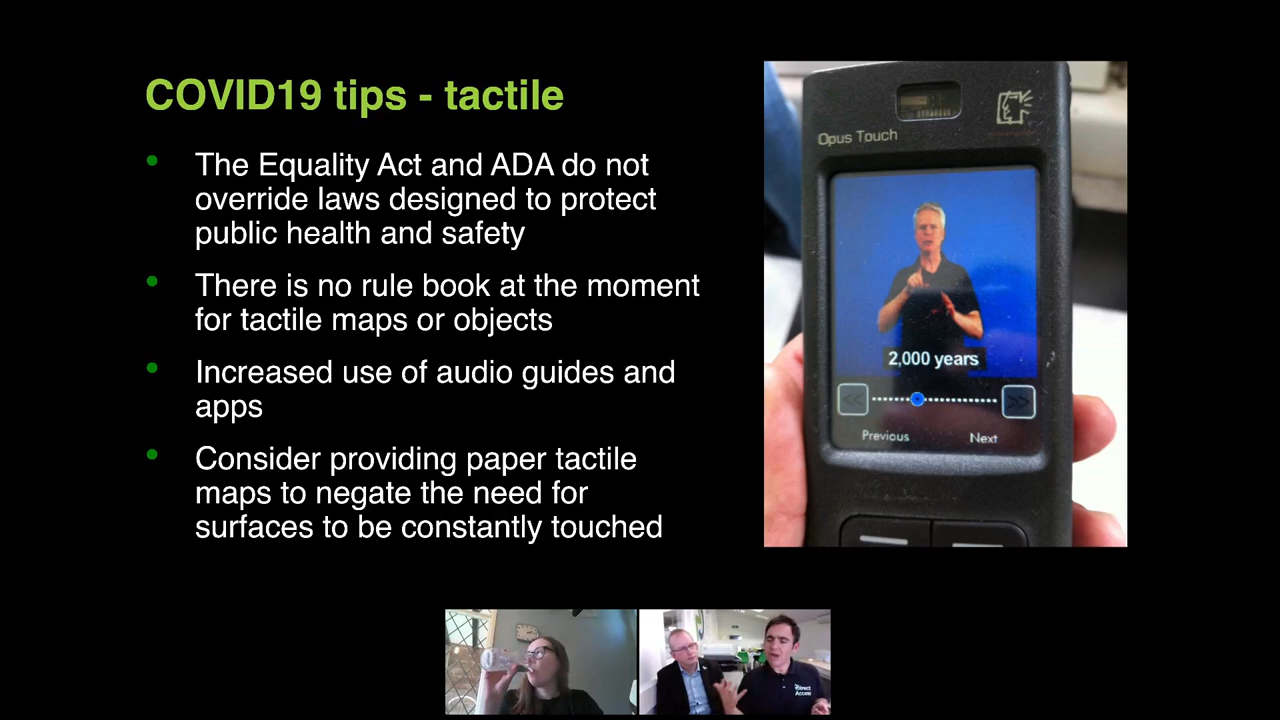 COVID19 tips - tactile
The Equality Act and ADA do not
override laws designed to protect
public health and safety
There is no rule book at the moment
for tactile maps or objects
Increased use of audio guides and
apps
Consider providing paper tactile
maps to negate the need for
surfaces to be constantly touched
Opus Touch
2,000 years
Previous
Next
Direct
Access